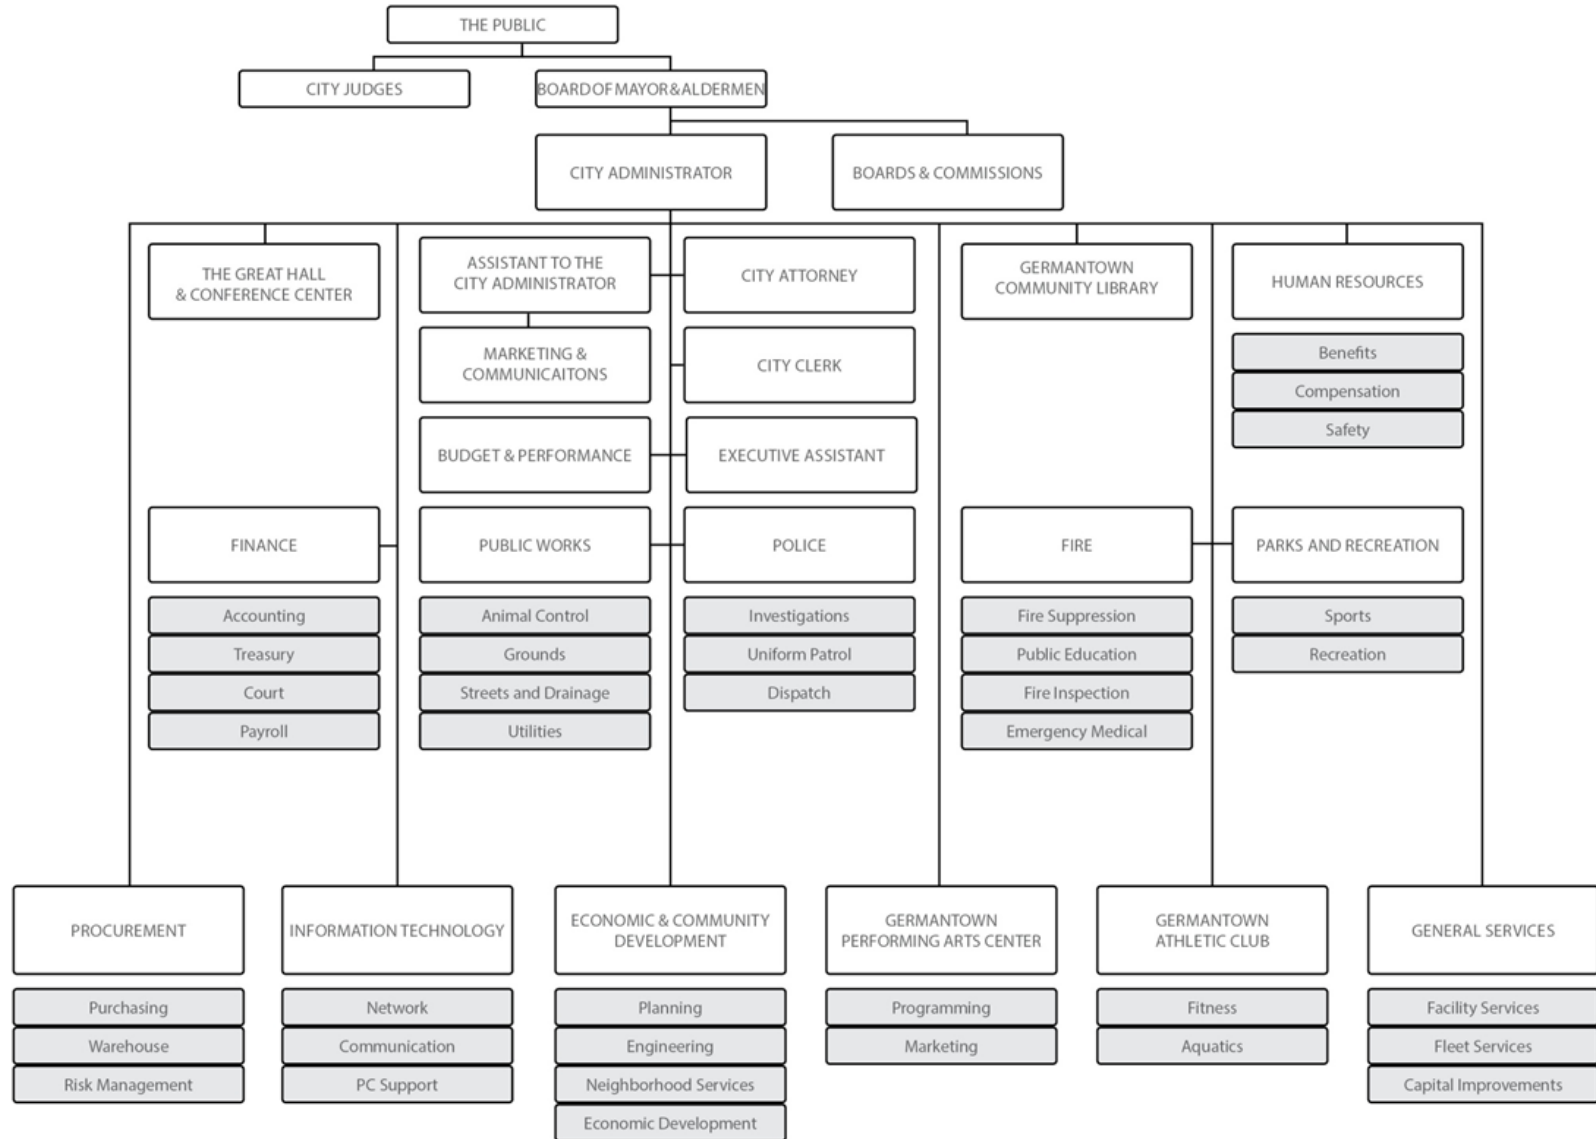 THE PUBLIC
CITY JUDGES
BOARD OF MAYOR & ALDERMEN
CITY ADMINISTRATOR
BOARDS & COMMISSIONS
THE GREAT HALL
& CONFERENCE CENTER
ASSISTANT TO THE
CITY ADMINISTRATOR
CITY ATTORNEY
GERMANTOWN
COMMUNITY LIBRARY
HUMAN RESOURCES
Benefits
Compensation
Safety
MARKETING &
COMMUNICAITONS
CITY CLERK
BUDGET & PERFORMANCE
EXECUTIVE ASSISTANT
FINANCE
Accounting
Treasury
Court
Payroll
PUBLIC WORKS
Animal Control
Grounds
Streets and Drainage
Utilities
POLICE
Investigations
Uniform Patrol
Dispatch
FIRE
Fire Suppression
Public Education
Fire Inspection
Emergency Medical
PARKS AND RECREATION
Sports
Recreation
PROCUREMENT
Purchasing
Warehouse
Risk Management
INFORMATION TECHNOLOGY
Network
Communication
PC Support
ECONOMIC & COMMUNITY
DEVELOPMENT
Planning
Engineering
Neighborhood Services
Economic Development
GERMANTOWN
PERFORMING ARTS CENTER
Programming
Marketing
GERMANTOWN
ATHLETIC CLUB
Fitness
Aquatics
GENERAL SERVICES
Facility Services
Fleet Services
Capital Improvements